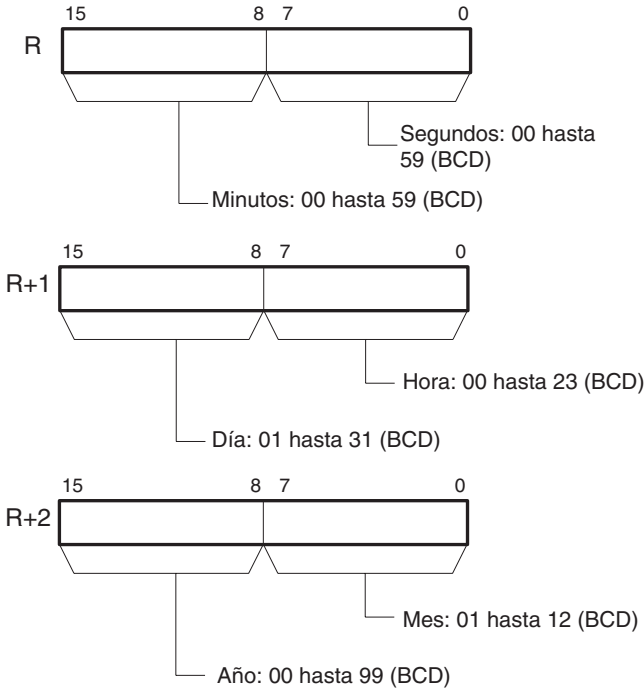 15 8 7 0
R
Segundos: 00 hasta
59 (BCD)
Minutos: 00 hasta 59 (BCD)
15 8 7 0
R+1
Hora: 00 hasta 23 (BCD)
Día: 01 hasta 31 (BCD)
15 8 7 0
R+2
Mes: 01 hasta 12 (BCD)
Año: 00 hasta 99 (BCD)